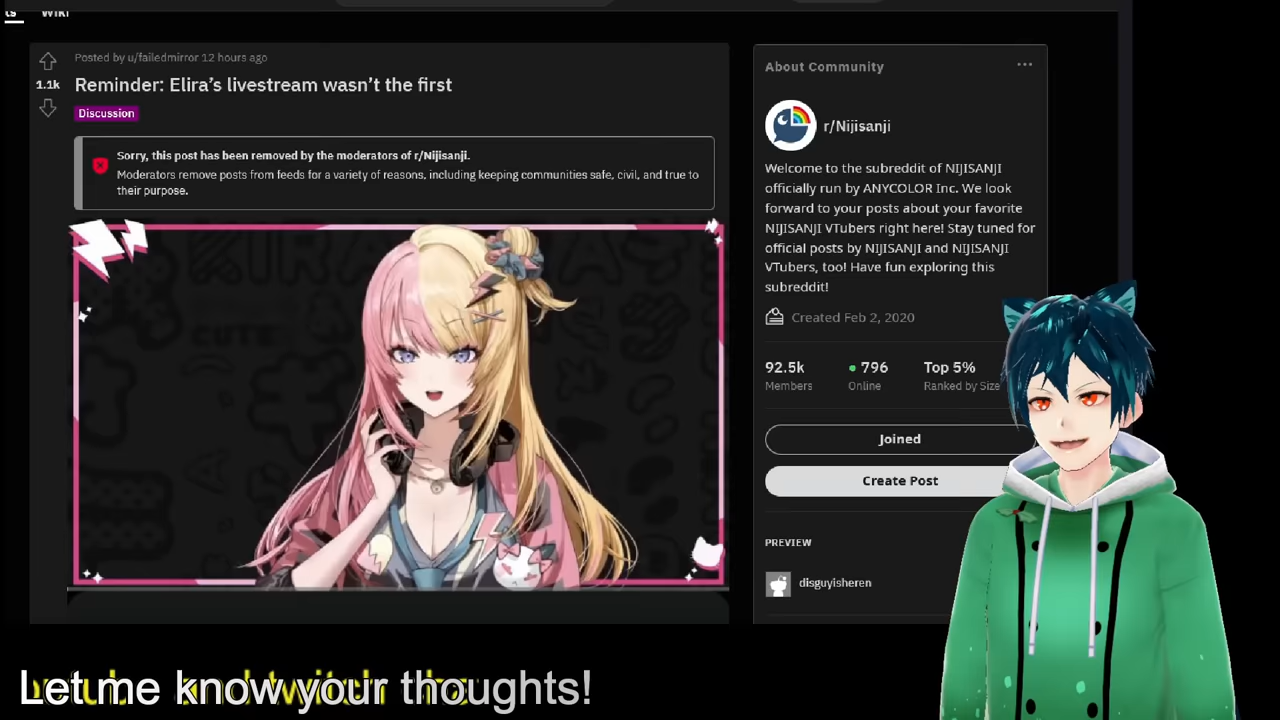 Wiki
Posted by u/failedmirror 12 hours ago
1.1k
Reminder: Elira’s livestream wasn’t the first
Discussion
Sorry, this post has been removed by the moderators of r/Nijisanji.
Moderators remove posts from feeds for a variety of reasons, including keeping communities safe, civil, and true to
their purpose.
CUTE
About Community
r/Nijisanji
Welcome to the subreddit of NIJISANJI
officially run by ANYCOLOR Inc. We look
forward to your posts about your favorite
NIJISANJI VTubers right here! Stay tuned for
official posts by NIJISANJI and NIJISANJI
VTubers, too! Have fun exploring this
subreddit!
Created Feb 2, 2020
92.5k 796 Top 5%
Members Online Ranked by Size
Joined
Create Post
PREVIEW
disguyisheren
Let me know your thoughts!